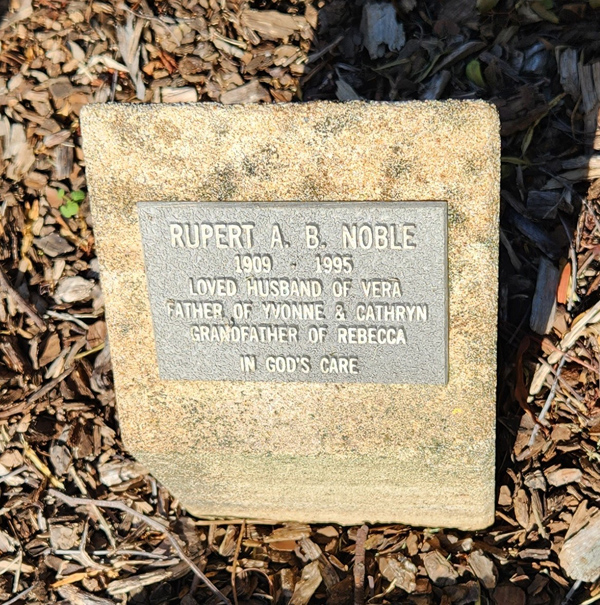 RUPERT A. B. NOBLE
1909 - 1995
LOVED HUSBAND OF VERA
FATHER OF YVONNE & CATHRYN
GRANDFATHER OF REBECCA
IN GOD'S CARE